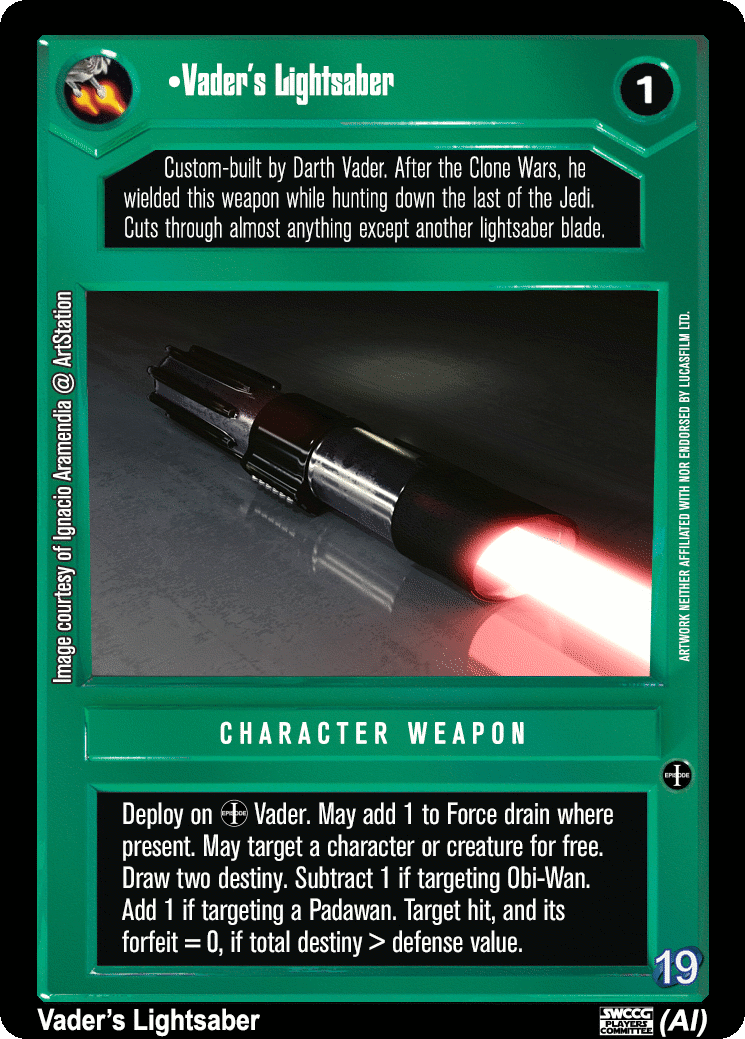 •Vader's Lightsaber
1
Custom-built by Darth Vader. After the Clone Wars, he
wielded this weapon while hunting down the last of the Jedi.
Cuts through almost anything except another lightsaber blade.
Image courtesy of Ignacio Aramendia @ ArtStation
ARTWORK NEITHER AFFILIATED WITH NOR ENDORSED BY LUCASFILM LTD.
CHARACTER WEAPON
EPISODE I
Deploy on EPISODE I Vader. May add 1 to Force drain where
present. May target a character or creature for free.
Draw two destiny. Subtract 1 if targeting Obi-Wan.
Add 1 if targeting a Padawan. Target hit, and its
forfeit = 0, if total destiny > defense value.
19
Vader's Lightsaber
SWCCG
PLAYERS
COMMITTEE
(AI)